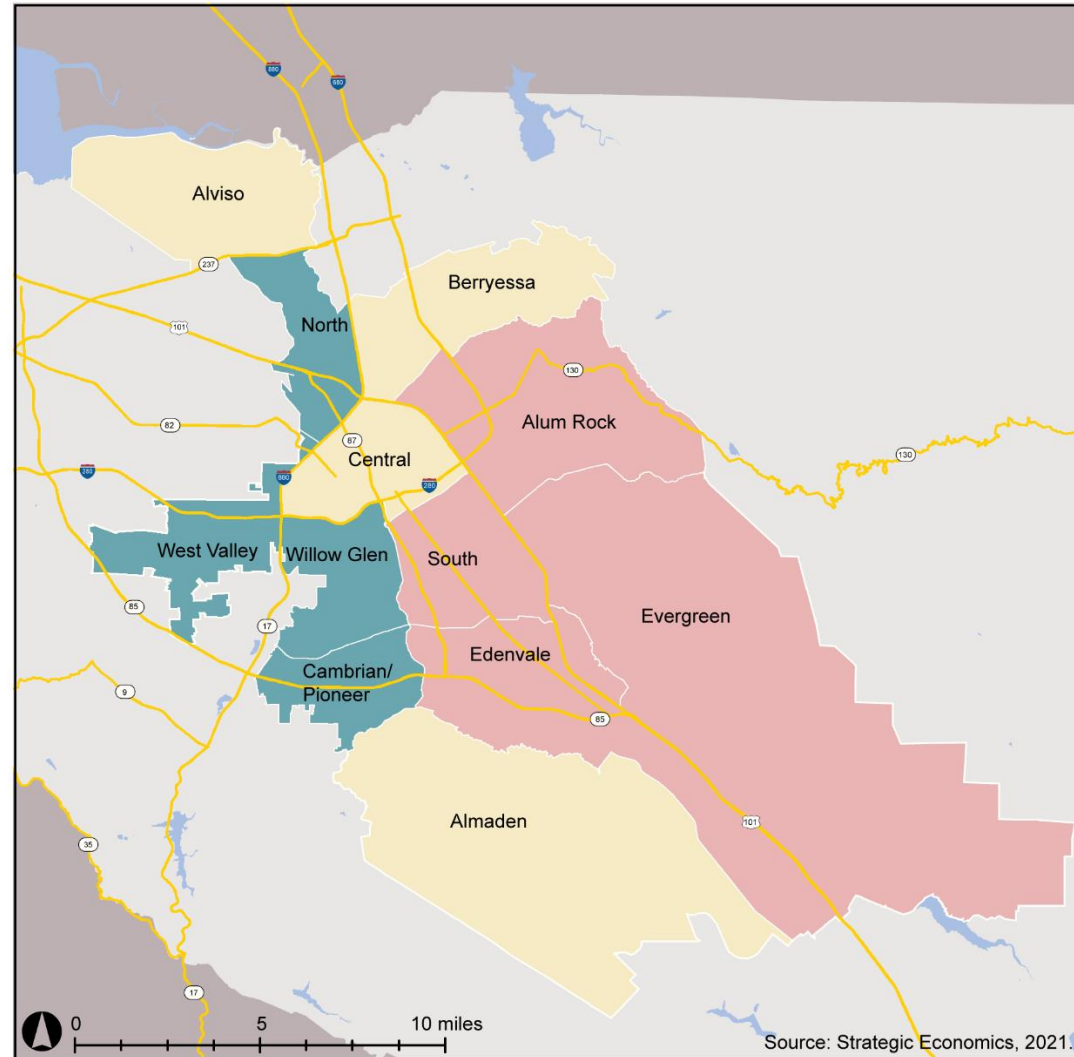 880
680
Alviso
237
Berryessa
101
North
130
82
Alum Rock
87
Central
130
280
880
280
West Valley
Willow Glen
South
85
Evergreen
17
Edenvale
Cambrian/
Pioneer
9
85
Almaden
101
35
17
0
5
10 miles
Source: Strategic Economics, 2021.